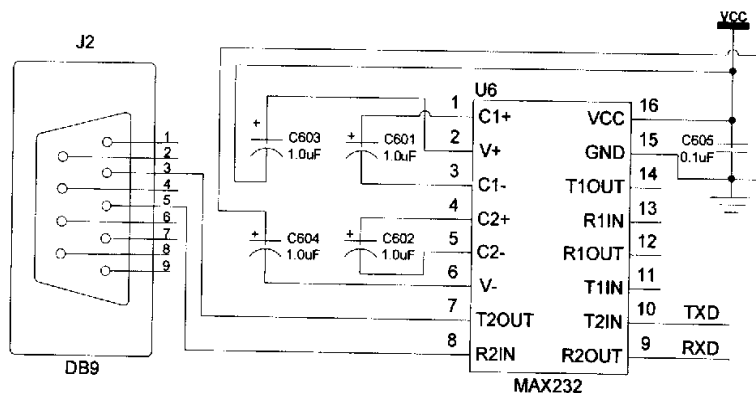 VCC
J2
U6
1
2
3
4
5
6
7
8
9
DB9
+
C603
1.0uF
+
C601
1.0uF
+
C604
1.0uF
+
C602
1.0uF
1 C1+
2 V+
3 C1-
4 C2+
5 C2-
6 V-
7 T2OUT
8 R2IN
VCC 16
GND 15
T1OUT 14
R1IN 13
R1OUT 12
T1IN 11
T2IN 10 TXD
R2OUT 9 RXD
C605
0.1uF
MAX232